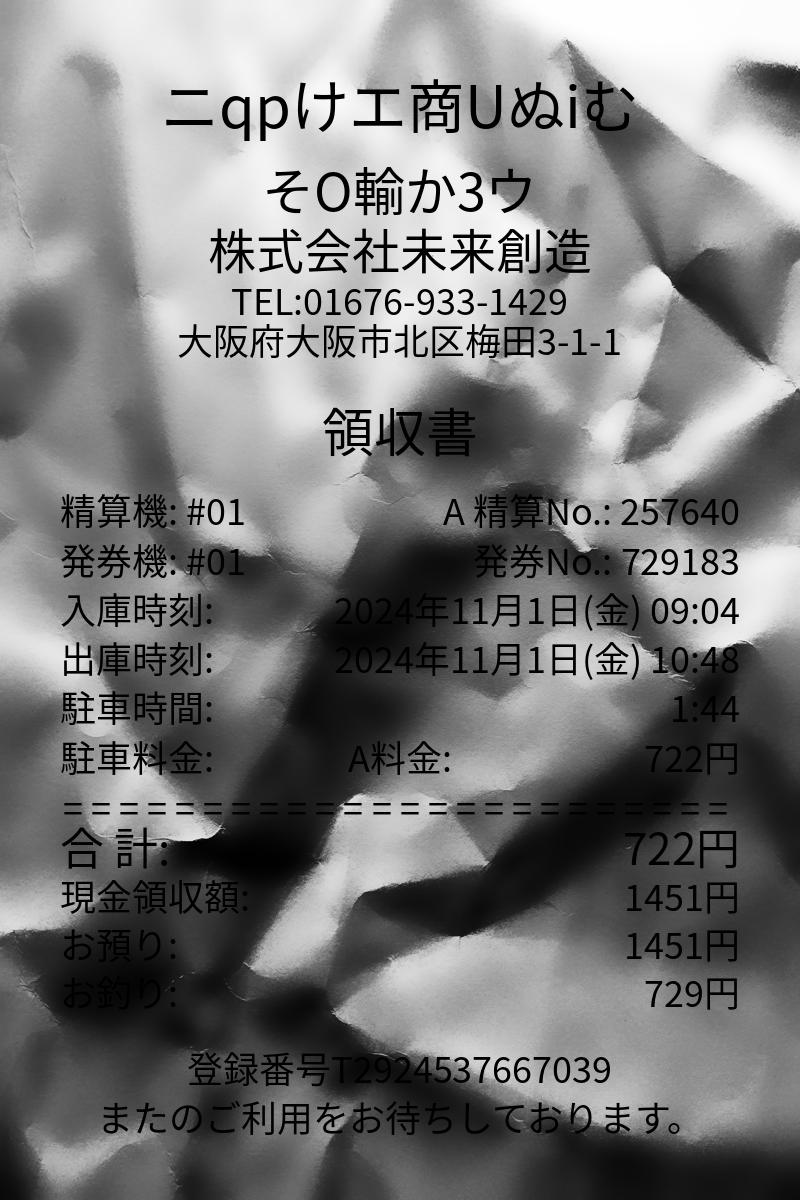 ニqpけエ商Uぬiむ
そO輸か3ウ
株式会社未来創造
TEL:01676-933-1429
大阪府大阪市北区梅田3-1-1
領収書
精算機: #01 A 精算No.: 257640
発券機: #01 発券No.: 729183
入庫時刻: 2024年11月1日(金) 09:04
出庫時刻: 2024年11月1日(金) 10:48
駐車時間: 1:44
駐車料金: A料金: 722円
========================
合 計: 722円
現金領収額: 1451円
お預り: 1451円
お釣り: 729円
登録番号T2924537667039
またのご利用をお待ちしております。